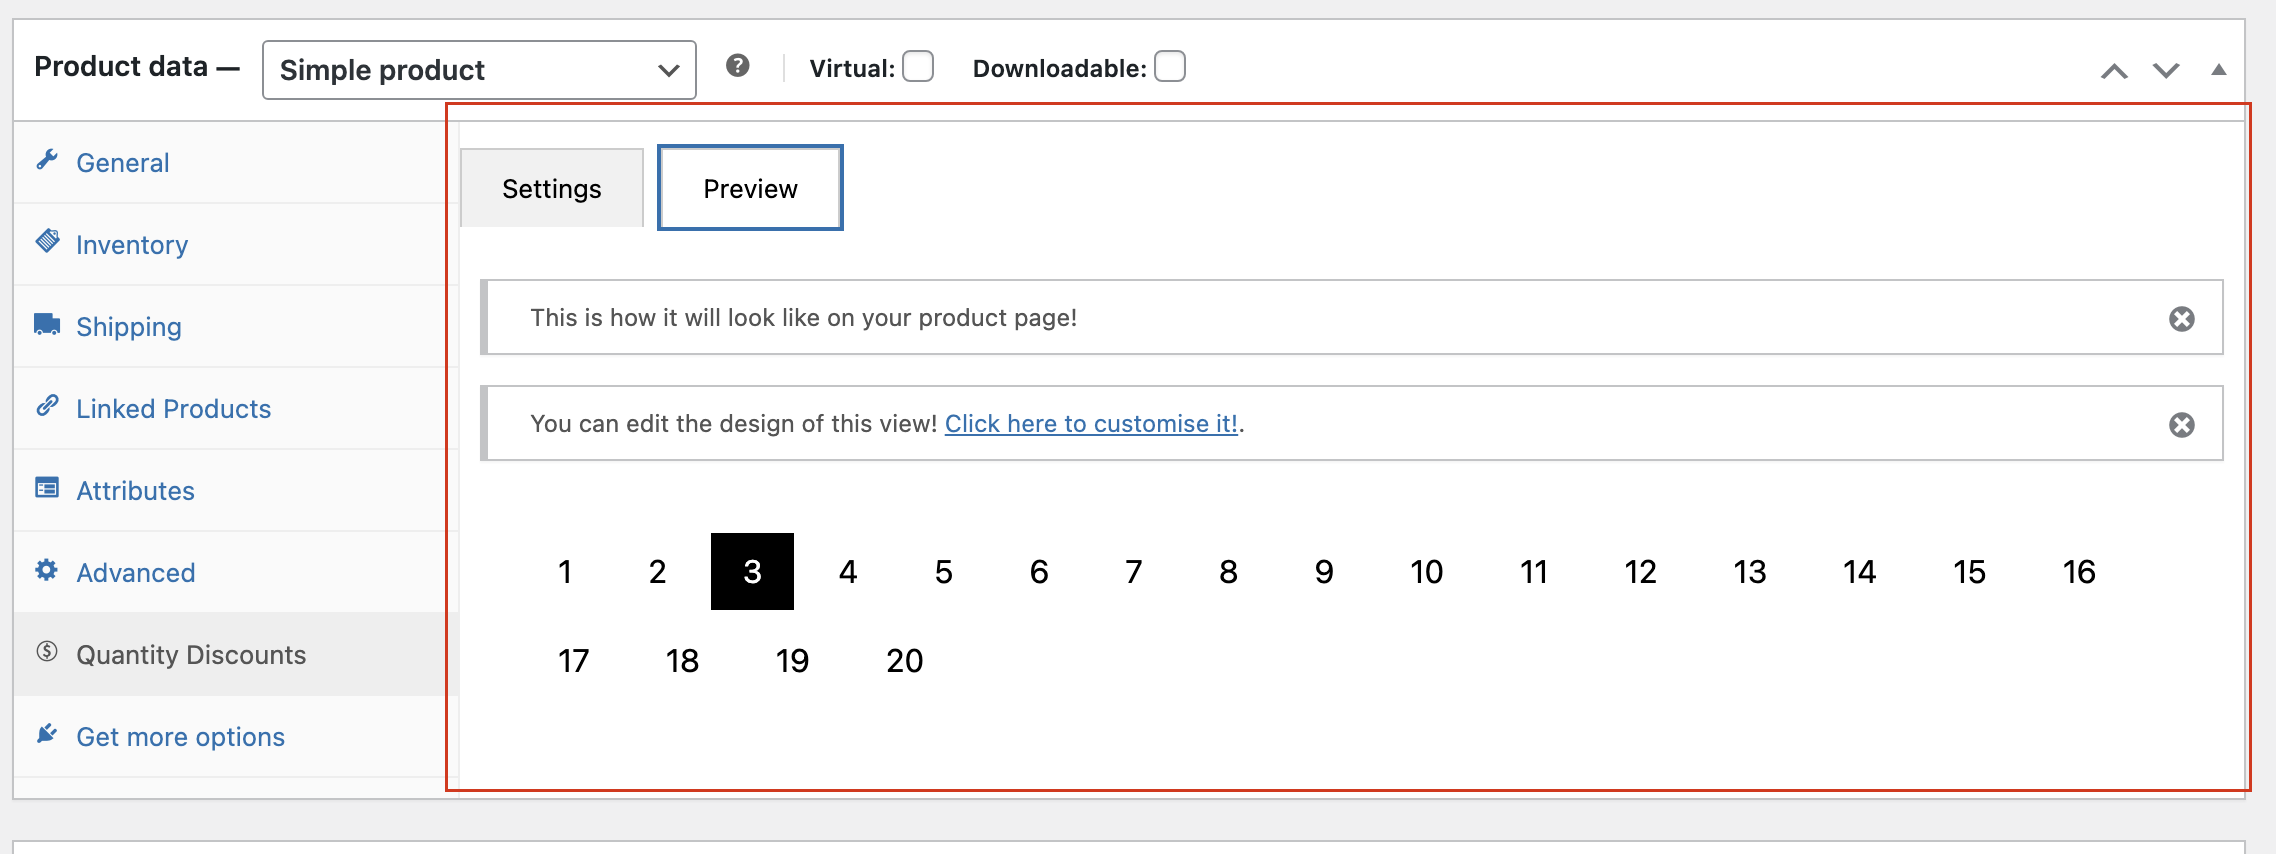 Product data — Simple product ? Virtual: Downloadable:
General
Inventory
Shipping
Linked Products
Attributes
Advanced
Quantity Discounts
Get more options
Settings Preview
This is how it will look like on your product page!
You can edit the design of this view! Click here to customise it!.
1 2 3 4 5 6 7 8 9 10 11 12 13 14 15 16
17 18 19 20